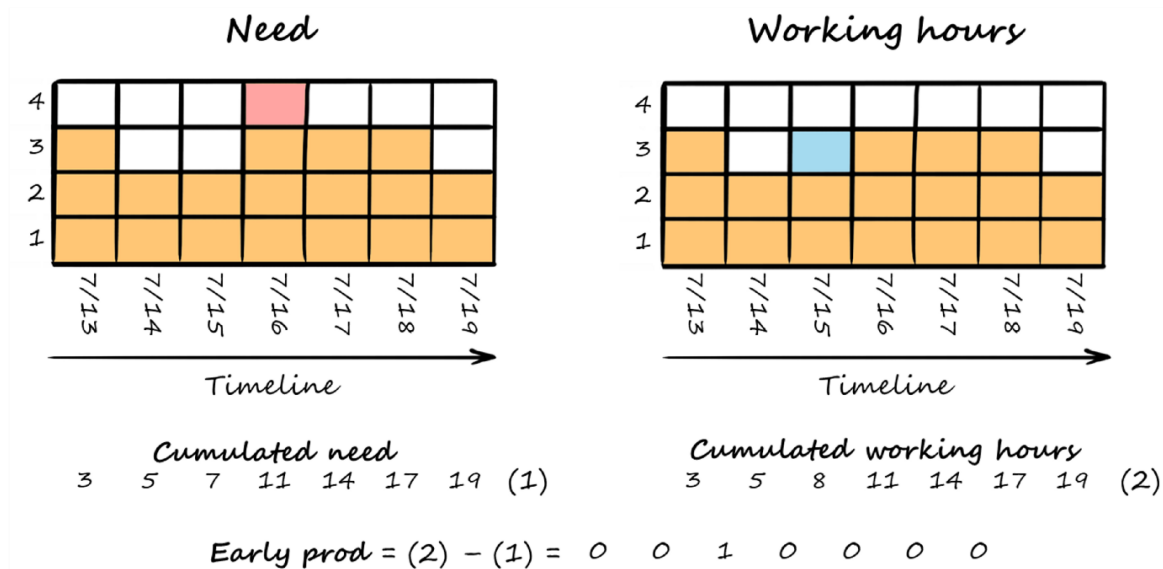 Need
4
3
2
1
7/13 7/14 7/15 7/16 7/17 7/18 7/19
Timeline
Cumulated need
3 5 7 11 14 17 19 (1)
Working hours
4
3
2
1
7/13 7/14 7/15 7/16 7/17 7/18 7/19
Timeline
Cumulated working hours
3 5 8 11 14 17 19 (2)
Early prod = (2) - (1) = 0 0 1 0 0 0 0